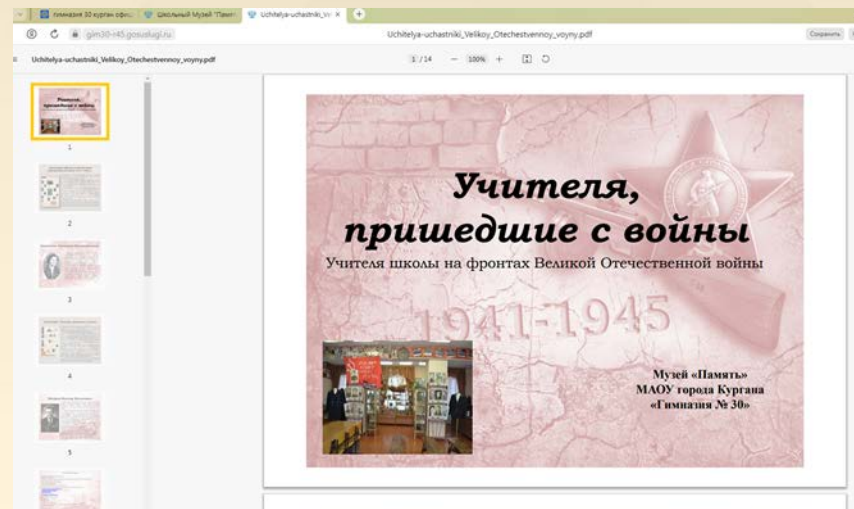 гимназия 30 курган офиц
Школьный Музей "Памят
Uchitelya-uchastniki_Ve
gim30-r45.gosuslugi.ru
Uchitelya-uchastniki_Velikoy_Otechestvennoy_voyny.pdf
Сохранить
Uchitelya-uchastniki_Velikoy_Otechestvennoy_voyny.pdf
1 / 14 — 100% +
1
2
3
4
5
Учителя,
пришедшие с войны
Учителя школы на фронтах Великой Отечественной войны
1941-1945
Музей «Память»
МАОУ города Кургана
«Гимназия № 30»